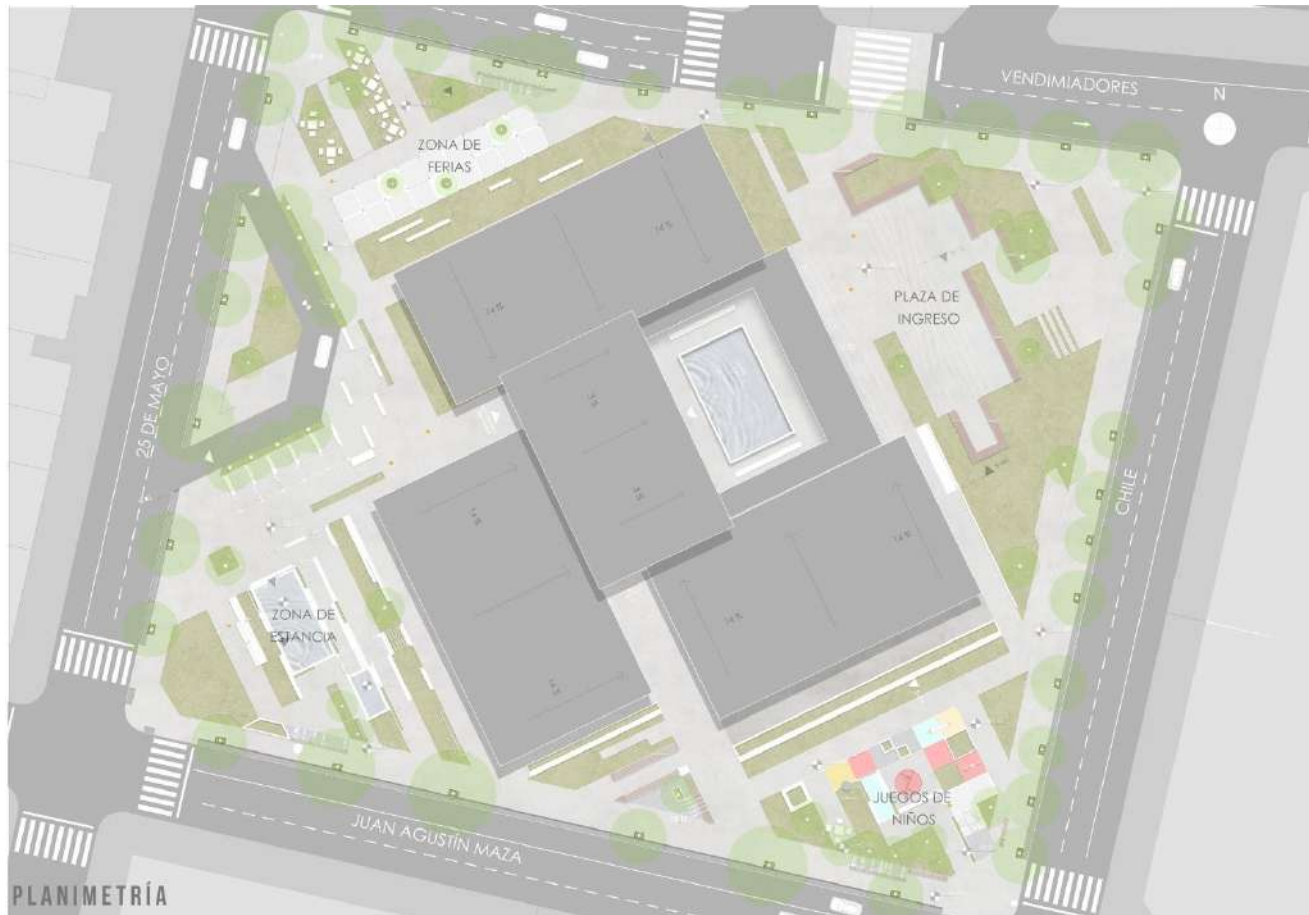 VENDIMIADORES
N
ZONA DE
FERIAS
PLAZA DE
INGRESO
25 DE MAYO
CHILE
ZONA DE
ESTANCIA
JUEGOS DE
NIÑOS
JUAN AGUSTÍN MAZA
PLANIMETRÍA